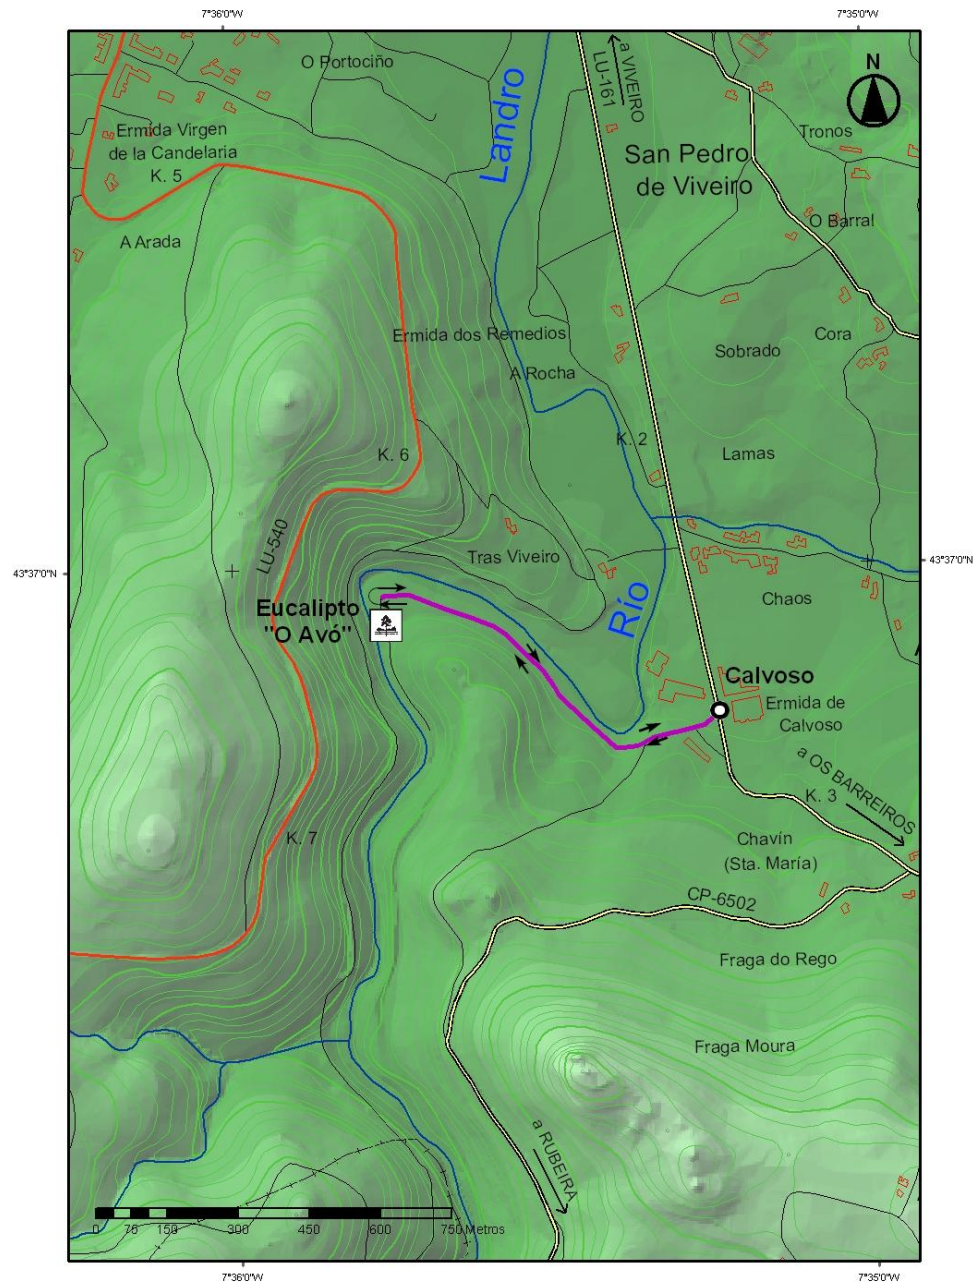 7°36'0"W
7°35'0"W
O Portociño
a VIVEIRO
LU-161
N
Landro
Tronos
Ermida Virgen
de la Candelaria
K. 5
San Pedro
de Viveiro
O Barral
A Arada
Ermida dos Remedios
Cora
Sobrado
A Rocha
K. 2
Lamas
K. 6
LU-540
Tras Viveiro
43°37'0"N
43°37'0"N
Chaos
Eucalipto
"O Avó"
Río
Calvoso
Ermida de
Calvoso
a OS BARREIROS
K. 3
K. 7
Chavín
(Sta. María)
CP-6502
Fraga do Rego
Fraga Moura
a RUBEIRA
0 75 150 300 450 600 750 Metros
7°36'0"W
7°35'0"W